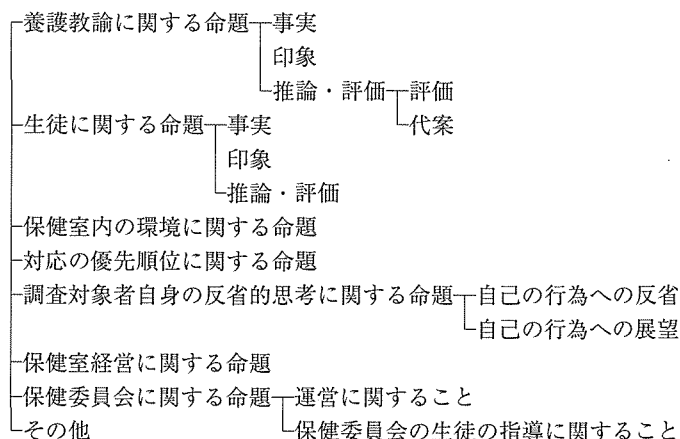 養護教諭に関する命題 事実
印象
推論・評価 評価
生徒に関する命題 事実 代案
印象
推論・評価
保健室内の環境に関する命題
対応の優先順位に関する命題
調査対象者自身の反省的思考に関する命題 自己の行為への反省
自己の行為への展望
保健室経営に関する命題
保健委員会に関する命題 運営に関すること
その他 保健委員会の生徒の指導に関すること